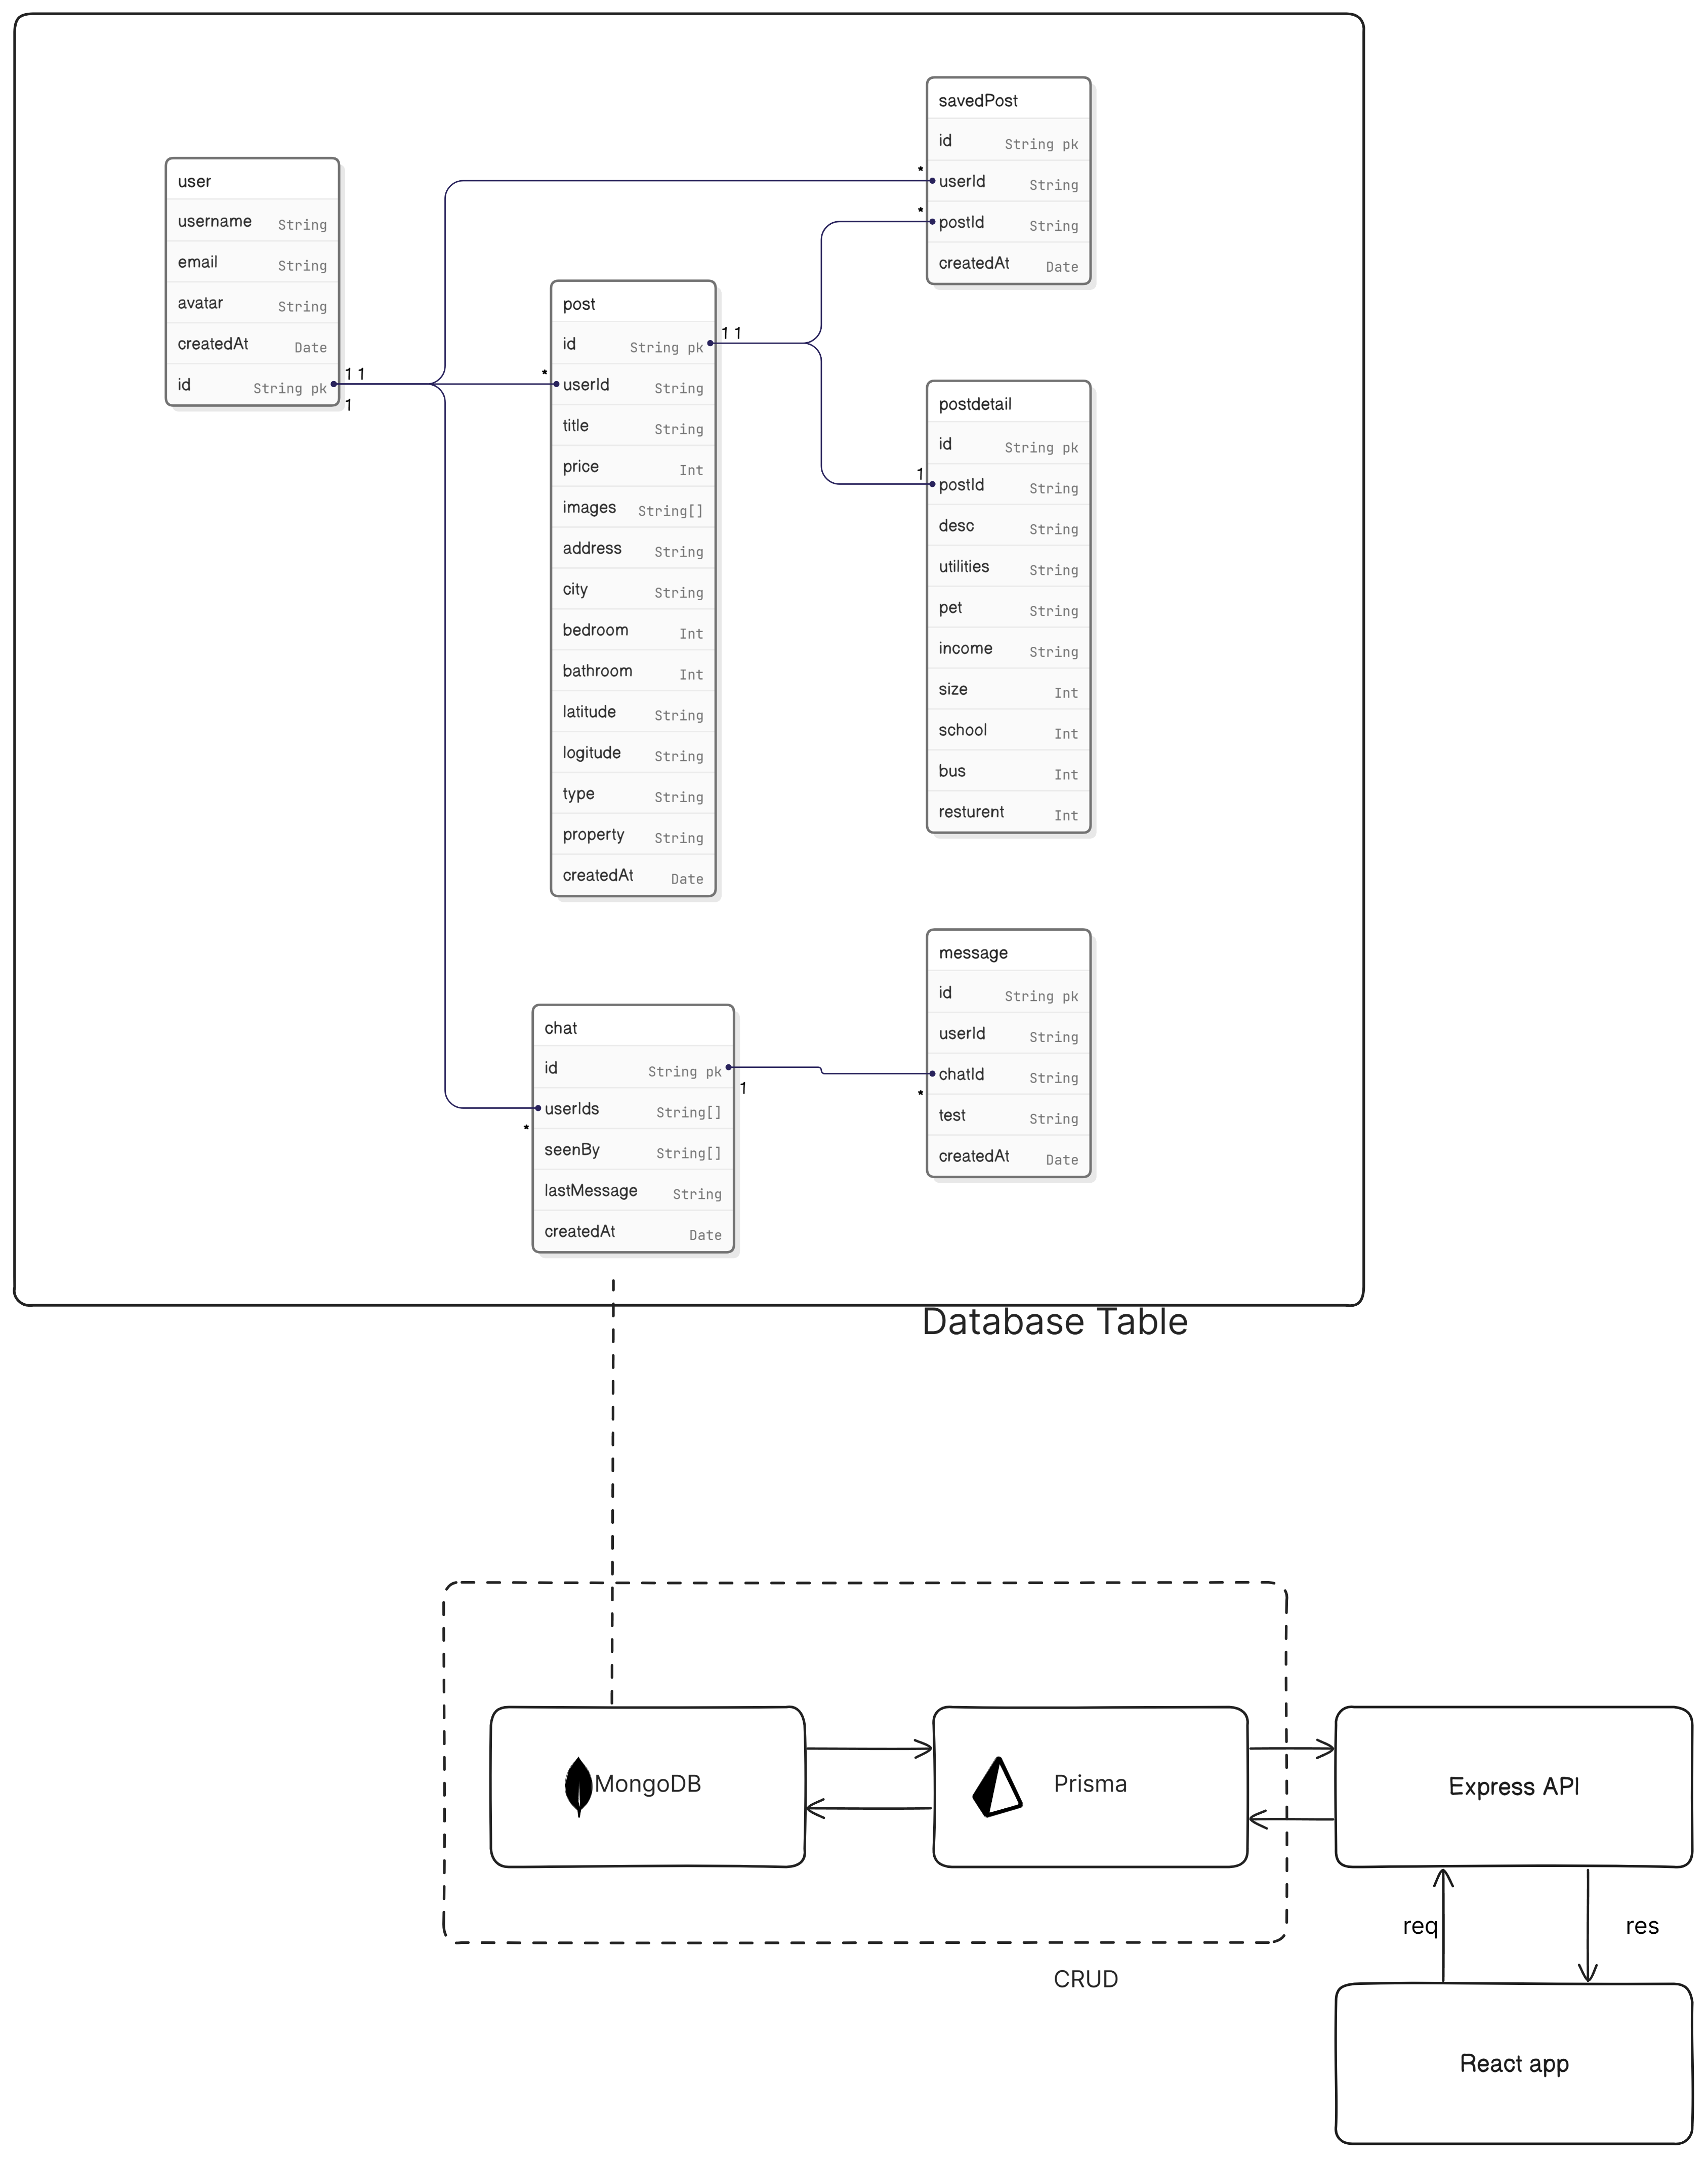 savedPost
id String pk
* userId String
* postId String
createdAt Date
user
username String
email String
avatar String
createdAt Date
id String pk
1 1
1
post
id String pk
1 1
* userId String
title String
price Int
images String[]
address String
city String
bedroom Int
bathroom Int
latitude String
logitude String
type String
property String
createdAt Date
postdetail
id String pk
1 postId String
desc String
utilities String
pet String
income String
size Int
school Int
bus Int
resturent Int
message
id String pk
userId String
chatId String
*
test String
createdAt Date
chat
id String pk
1
userIds String[]
*
seenBy String[]
lastMessage String
createdAt Date
Database Table
MongoDB
Prisma
Express API
req
res
CRUD
React app